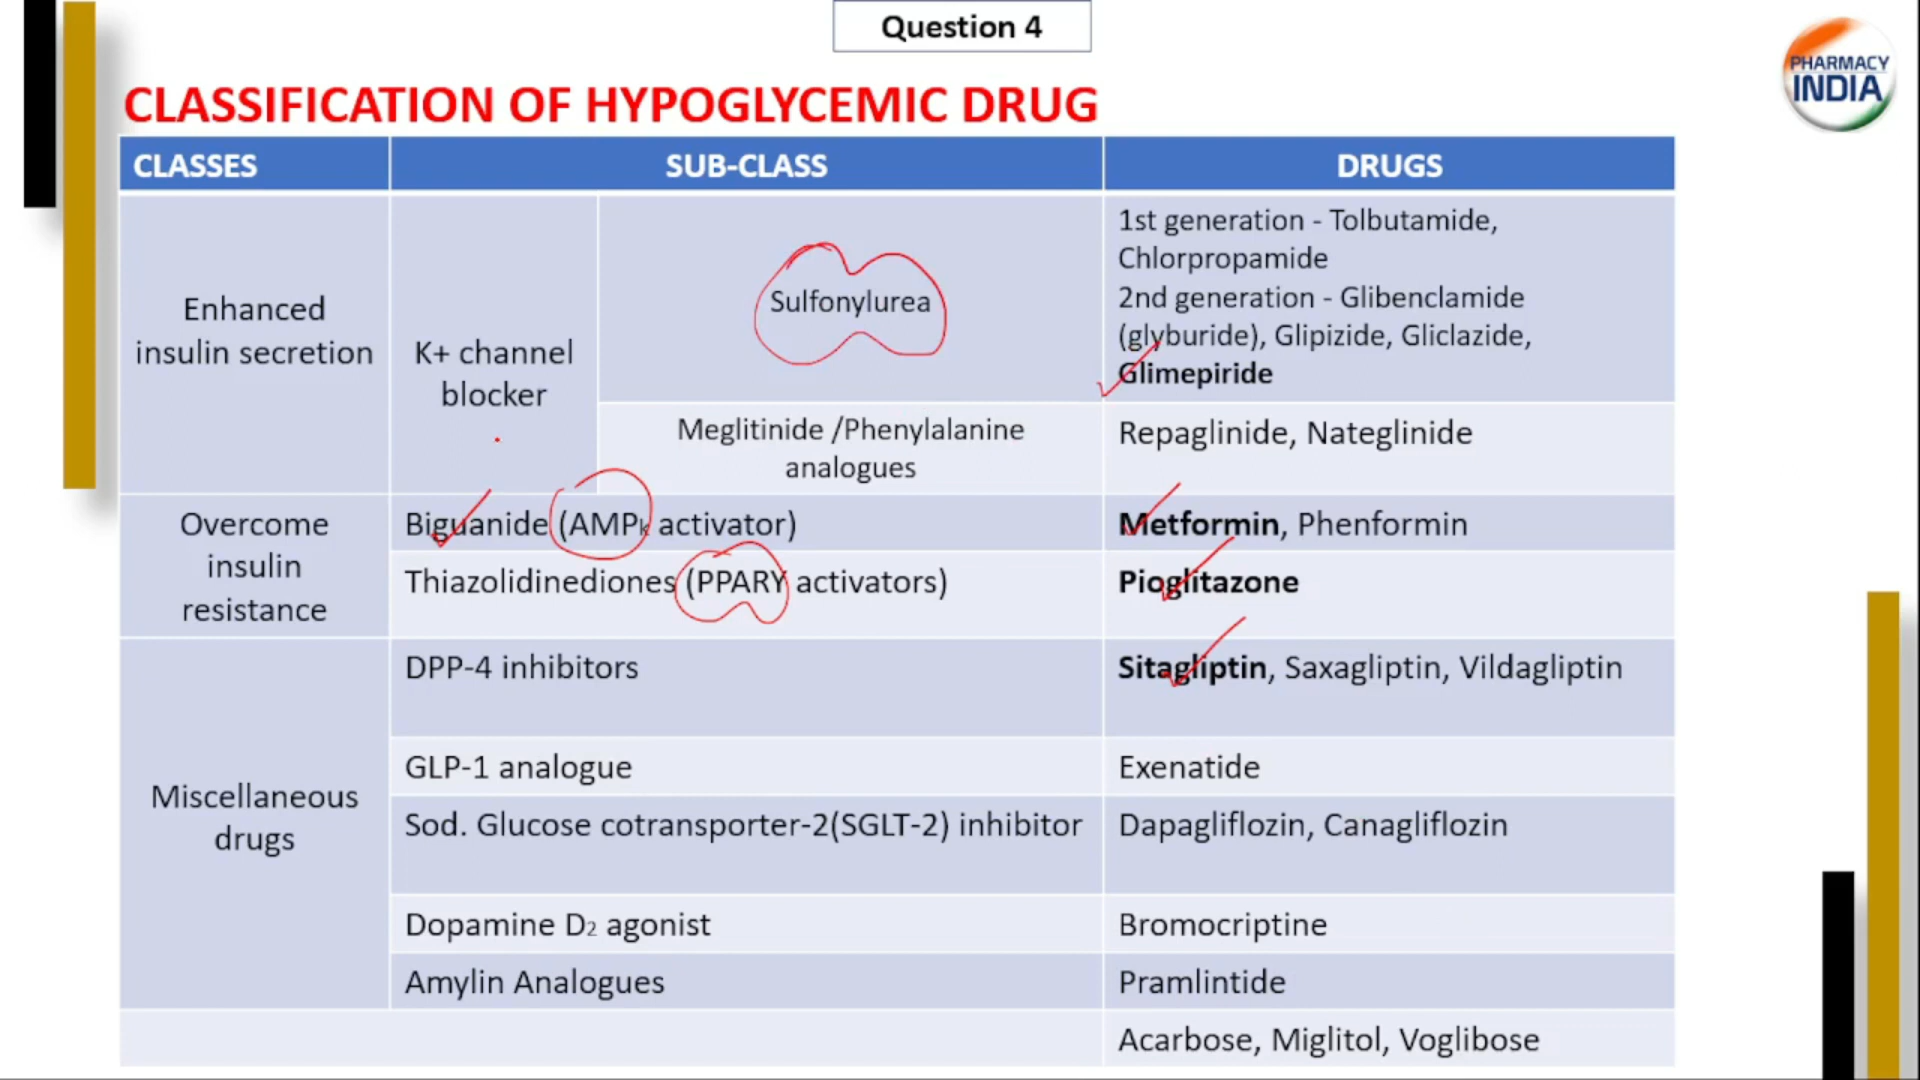 Question 4
PHARMACY
INDIA
CLASSIFICATION OF HYPOGLYCEMIC DRUG
CLASSES
SUB-CLASS
DRUGS
Enhanced
insulin secretion
K+ channel
blocker
Sulfonylurea
1st generation - Tolbutamide,
Chlorpropamide
2nd generation - Glibenclamide
(glyburide), Glipizide, Gliclazide,
Glimepiride
Meglitinide /Phenylalanine
analogues
Repaglinide, Nateglinide
Overcome
insulin
resistance
Biguanide (AMPk activator)
Metformin, Phenformin
Thiazolidinediones (PPARY activators)
Pioglitazone
Miscellaneous
drugs
DPP-4 inhibitors
Sitagliptin, Saxagliptin, Vildagliptin
GLP-1 analogue
Exenatide
Sod. Glucose cotransporter-2(SGLT-2) inhibitor
Dapagliflozin, Canagliflozin
Dopamine D2 agonist
Bromocriptine
Amylin Analogues
Pramlintide
Acarbose, Miglitol, Voglibose